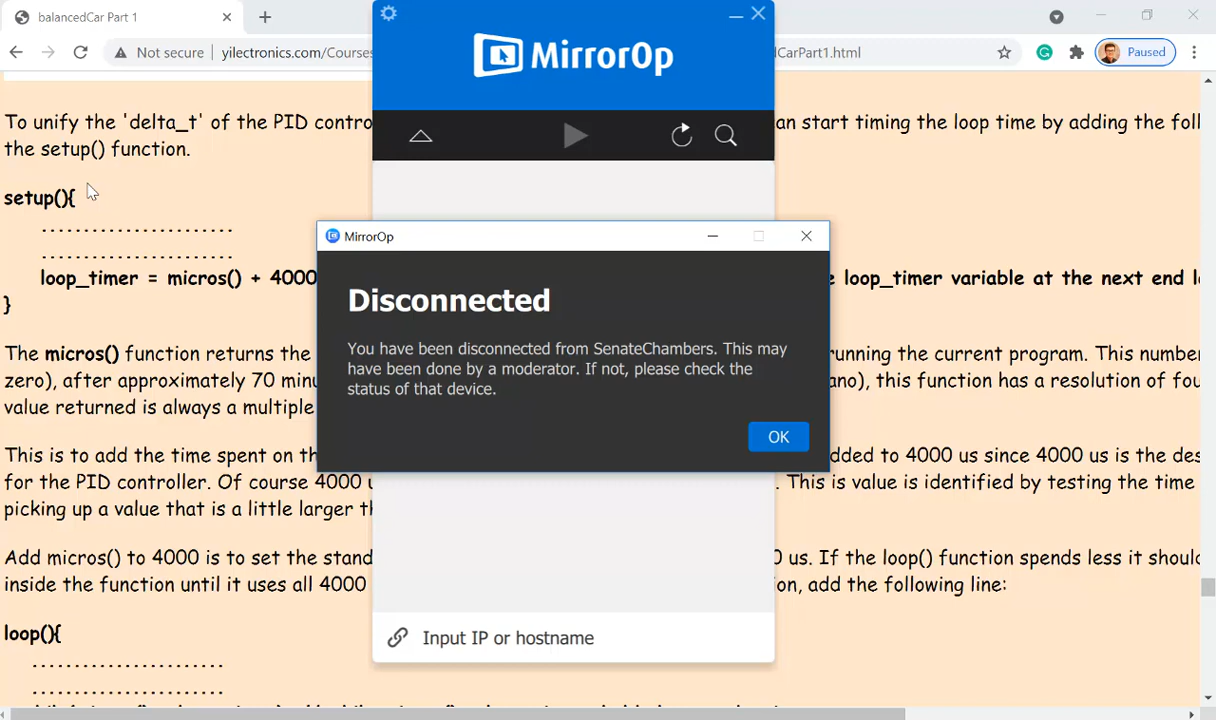 balancedCar Part 1
Not secure
yilectronics.com/Courses
CarPart1.html
Paused
MirrorOp
To unify the 'delta_t' of the PID contro
an start timing the loop time by adding the foll
the setup() function.
setup(){
.......................
.......................
loop_timer = micros() + 4000
loop_timer variable at the next end l
}
The micros() function returns the
running the current program. This number
zero), after approximately 70 minu
ano), this function has a resolution of fou
value returned is always a multiple
This is to add the time spent on th
dded to 4000 us since 4000 us is the des
for the PID controller. Of course 4000 u
. This is value is identified by testing the time
picking up a value that is a little larger th
Add micros() to 4000 is to set the stand
0 us. If the loop() function spends less it shoul
inside the function until it uses all 4000
on, add the following line:
loop(){
.......................
.......................
MirrorOp
Disconnected
You have been disconnected from SenateChambers. This may
have been done by a moderator. If not, please check the
status of that device.
OK
Input IP or hostname